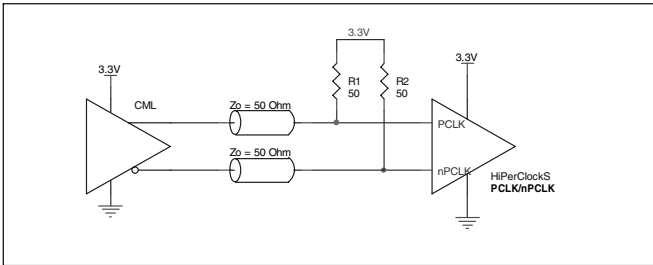 3.3V
3.3V
3.3V
R1
50
R2
50
CML
Zo = 50 Ohm
PCLK
Zo = 50 Ohm
nPCLK
HiPerClockS
PCLK/nPCLK